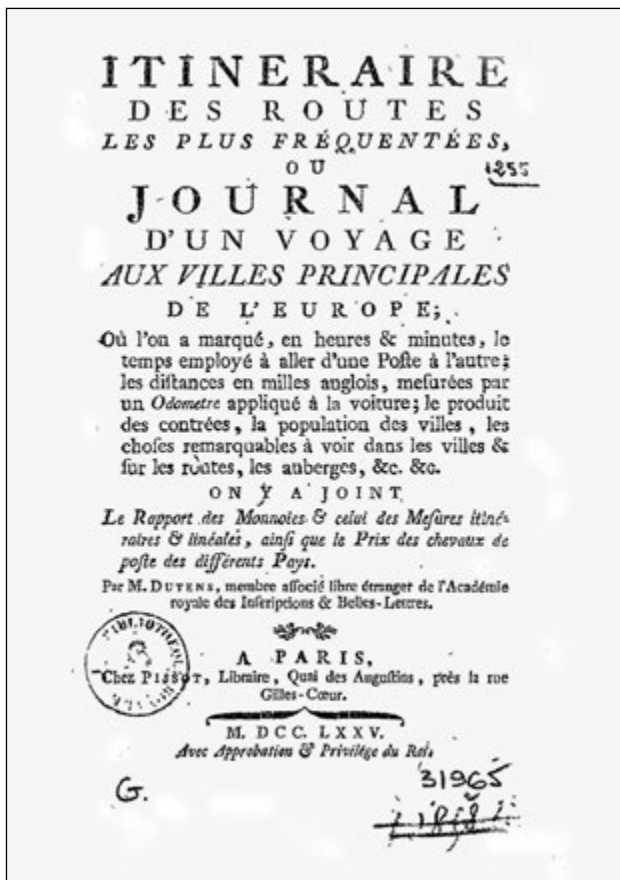 ITINERAIRE
DES ROUTES
LES PLUS FRÉQUENTÉES,
OU
1255
JOURNAL
D'UN VOYAGE
AUX VILLES PRINCIPALES
DE L'EUROPE;
Où l'on a marqué, en heures & minutes, le
temps employé à aller d'une Poſte à l'autre;
les diſtances en milles anglois, meſurées par
un Odometre appliqué à la voiture; le produit
des contrées, la population des villes, les
choſes remarquables à voir dans les villes &
ſur les routes, les auberges, &c. &c.
ON Y A JOINT
Le Rapport des Monnoies & celui des Meſures itiné-
raires & linéales, ainſi que le Prix des chevaux de
poſte des différents Pays.
Par M. DUTENS, membre aſſocié libre étranger de l'Académie
royale des Inſcriptions & Belles-Lettres.
A PARIS,
Chez PISSOT, Libraire, Quai des Auguſtins, près la rue
Gilles-Cœur.
M. DCC. LXXV.
Avec Approbation & Privilége du Roi.
G.
31965